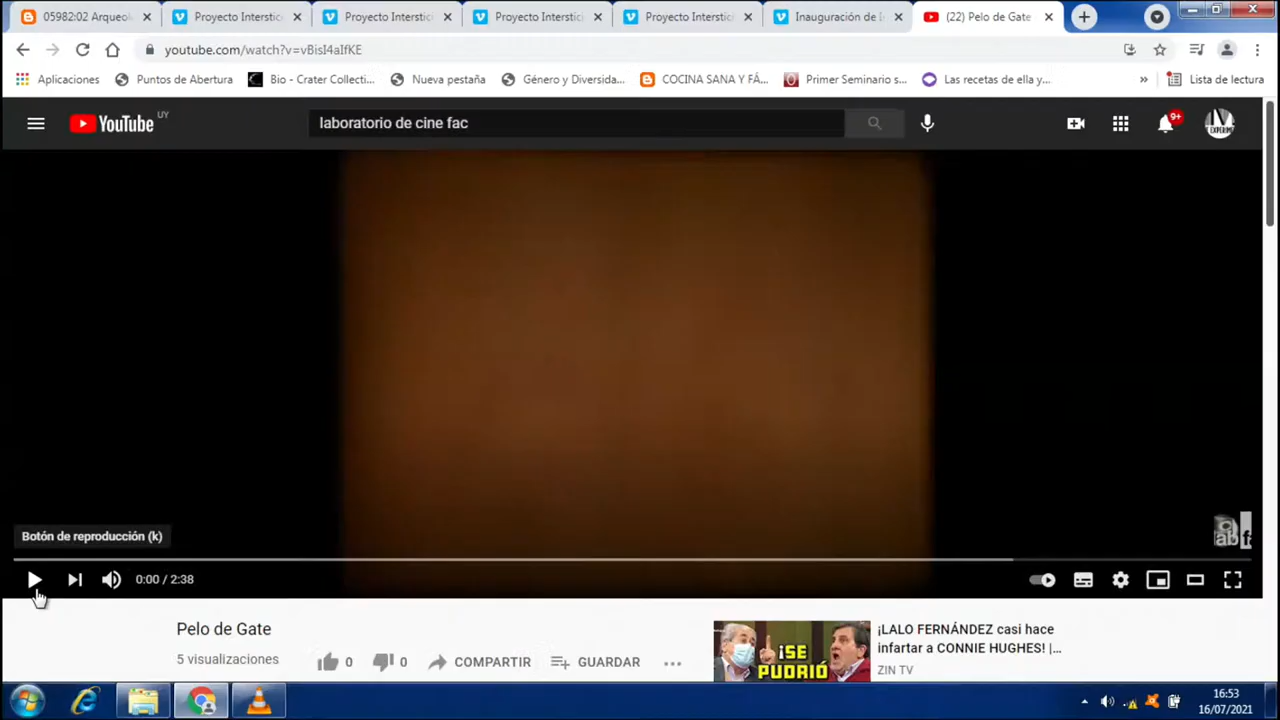 05982:02 Arqueol
Proyecto Intersticio
Proyecto Intersticio
Proyecto Intersticio
Proyecto Intersticio
Inauguración de I
(22) Pelo de Gate
youtube.com/watch?v=vBisI4aIfKE
Aplicaciones
Puntos de Abertura
Bio - Crater Collecti...
Nueva pestaña
Género y Diversida...
COCINA SANA Y FÁ...
Primer Seminario s...
Las recetas de ella y...
»
Lista de lectura
YouTube UY
laboratorio de cine fac
9+
Botón de reproducción (k)
0:00 / 2:38
Pelo de Gate
5 visualizaciones
0
0
COMPARTIR
GUARDAR
¡SE
PUDRIÓ
¡LALO FERNÁNDEZ casi hace
infartar a CONNIE HUGHES! |...
ZIN TV
16:53
16/07/2021